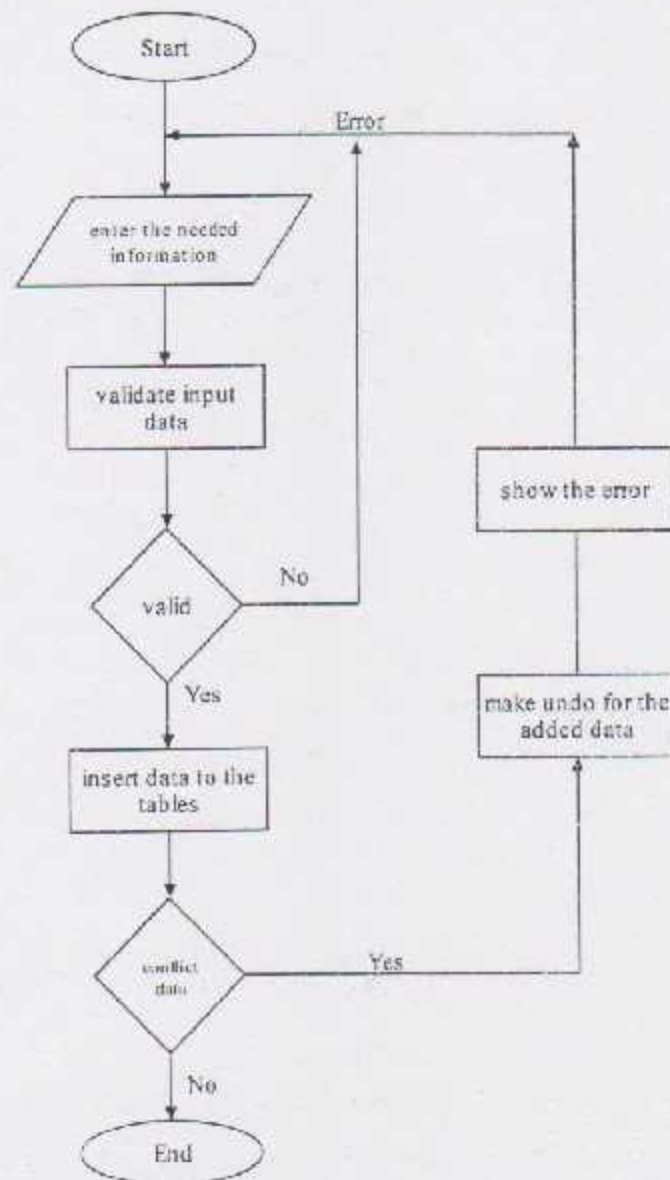 Start
Error
enter the needed
information
validate input
data
show the error
No
valid
make undo for the
added data
Yes
insert data to the
tables
conflict
data
Yes
No
End